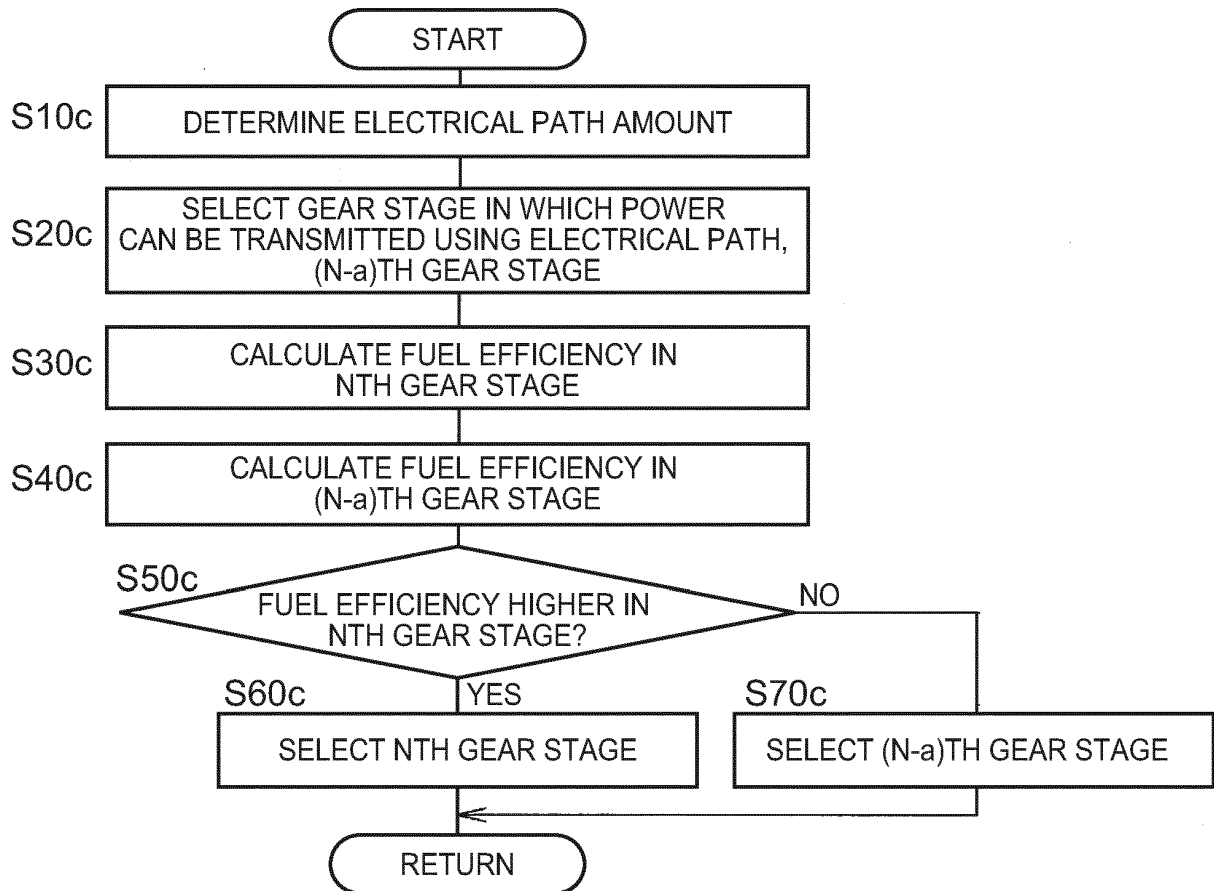 START
S10c
DETERMINE ELECTRICAL PATH AMOUNT
S20c
SELECT GEAR STAGE IN WHICH POWER
CAN BE TRANSMITTED USING ELECTRICAL PATH,
(N-a)TH GEAR STAGE
S30c
CALCULATE FUEL EFFICIENCY IN
NTH GEAR STAGE
S40c
CALCULATE FUEL EFFICIENCY IN
(N-a)TH GEAR STAGE
S50c
FUEL EFFICIENCY HIGHER IN
NTH GEAR STAGE?
NO
YES
S60c
SELECT NTH GEAR STAGE
S70c
SELECT (N-a)TH GEAR STAGE
RETURN